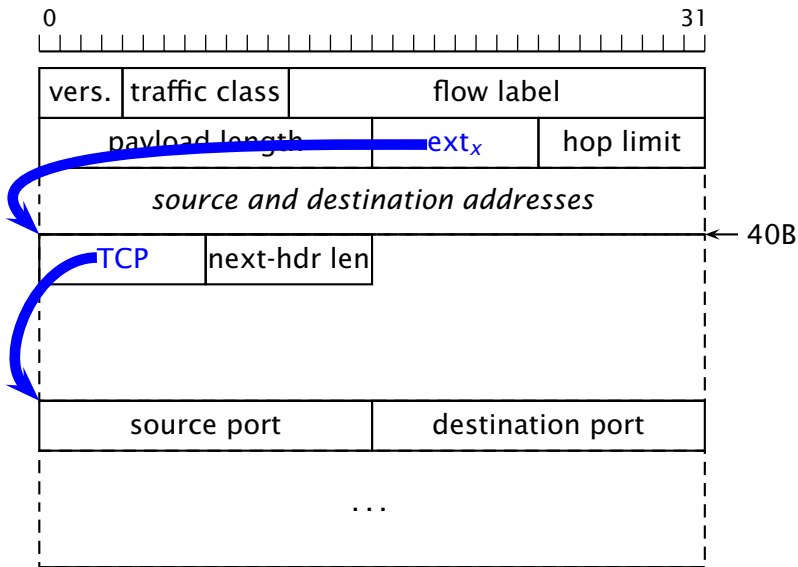 0 31
vers. traffic class flow label
payload length ext_x hop limit
source and destination addresses
40B
TCP next-hdr len
source port destination port
...